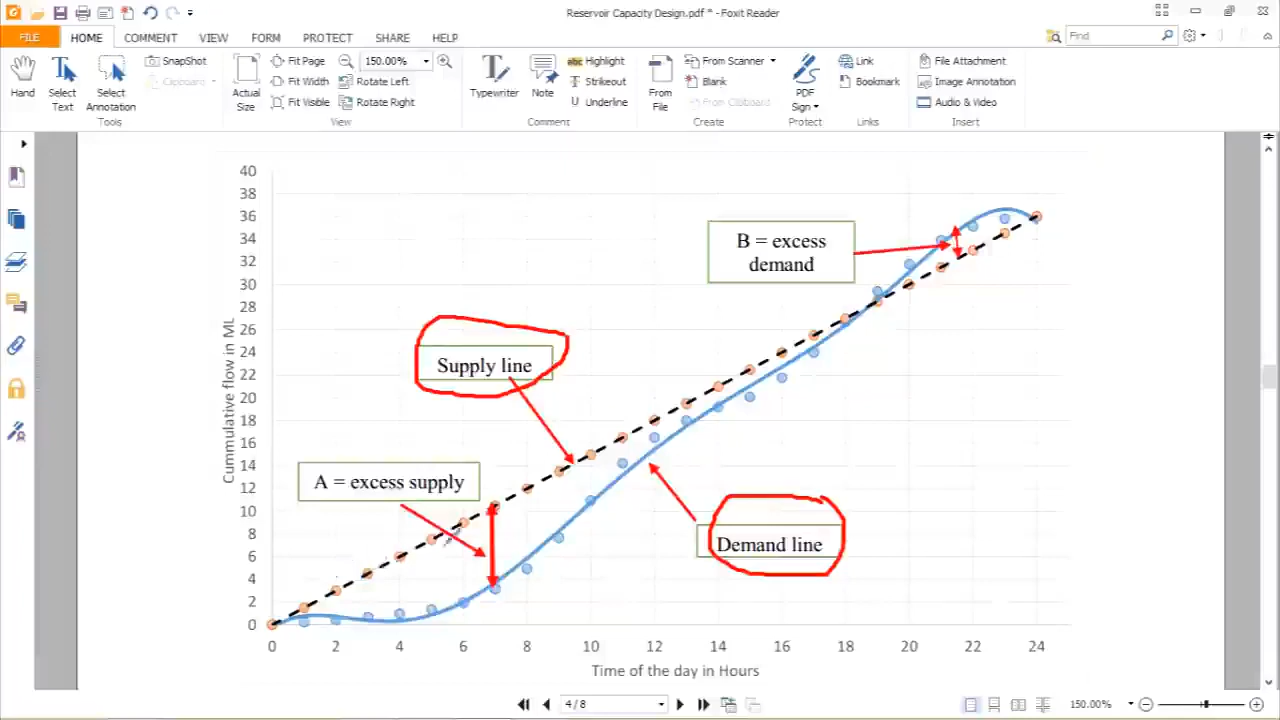 Reservoir Capacity Design.pdf * - Foxit Reader
FILE HOME COMMENT VIEW FORM PROTECT SHARE HELP Find
Hand
Select
Text
Select
Annotation
SnapShot
Clipboard
Tools
Actual
Size
Fit Page
Fit Width
Fit Visible
150.00%
Rotate Left
Rotate Right
View
Typewriter
Note
Highlight
Strikeout
Underline
Comment
From
File
From Scanner
Blank
From Clipboard
Create
PDF
Sign
Protect
Link
Bookmark
Links
File Attachment
Image Annotation
Audio & Video
Insert
40
38
36
34
32
30
28
26
24
22
20
18
16
14
12
10
8
6
4
2
0
Cummulative flow in ML
B = excess
demand
Supply line
A = excess supply
Demand line
0 2 4 6 8 10 12 14 16 18 20 22 24
Time of the day in Hours
4 / 8
150.00%